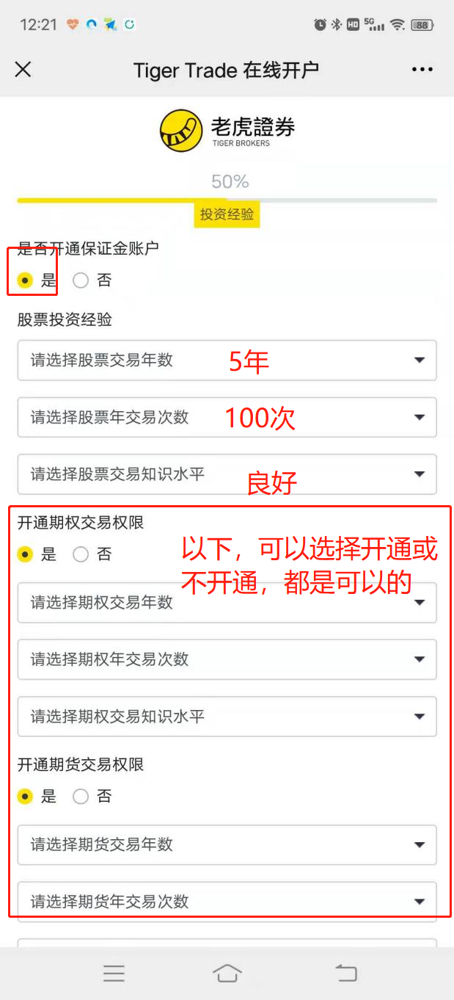 12:21 HD 5G 88
Tiger Trade 在线开户
老虎證券
TIGER BROKERS
50%
投资经验
是否开通保证金账户
是 否
股票投资经验
请选择股票交易年数 5年
请选择股票年交易次数 100次
请选择股票交易知识水平 良好
开通期权交易权限
是 否
以下，可以选择开通或
不开通，都是可以的
请选择期权交易年数
请选择期权年交易次数
请选择期权交易知识水平
开通期货交易权限
是 否
请选择期货交易年数
请选择期货年交易次数